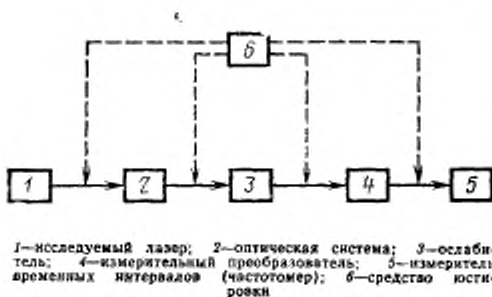 6
1 2 3 4 5
1—исследуемый лазер; 2—оптическая система; 3—ослаби-
тель; 4—измерительный преобразователь; 5—измеритель
временных интервалов (частотомер); 6—средство юсти-
ровки